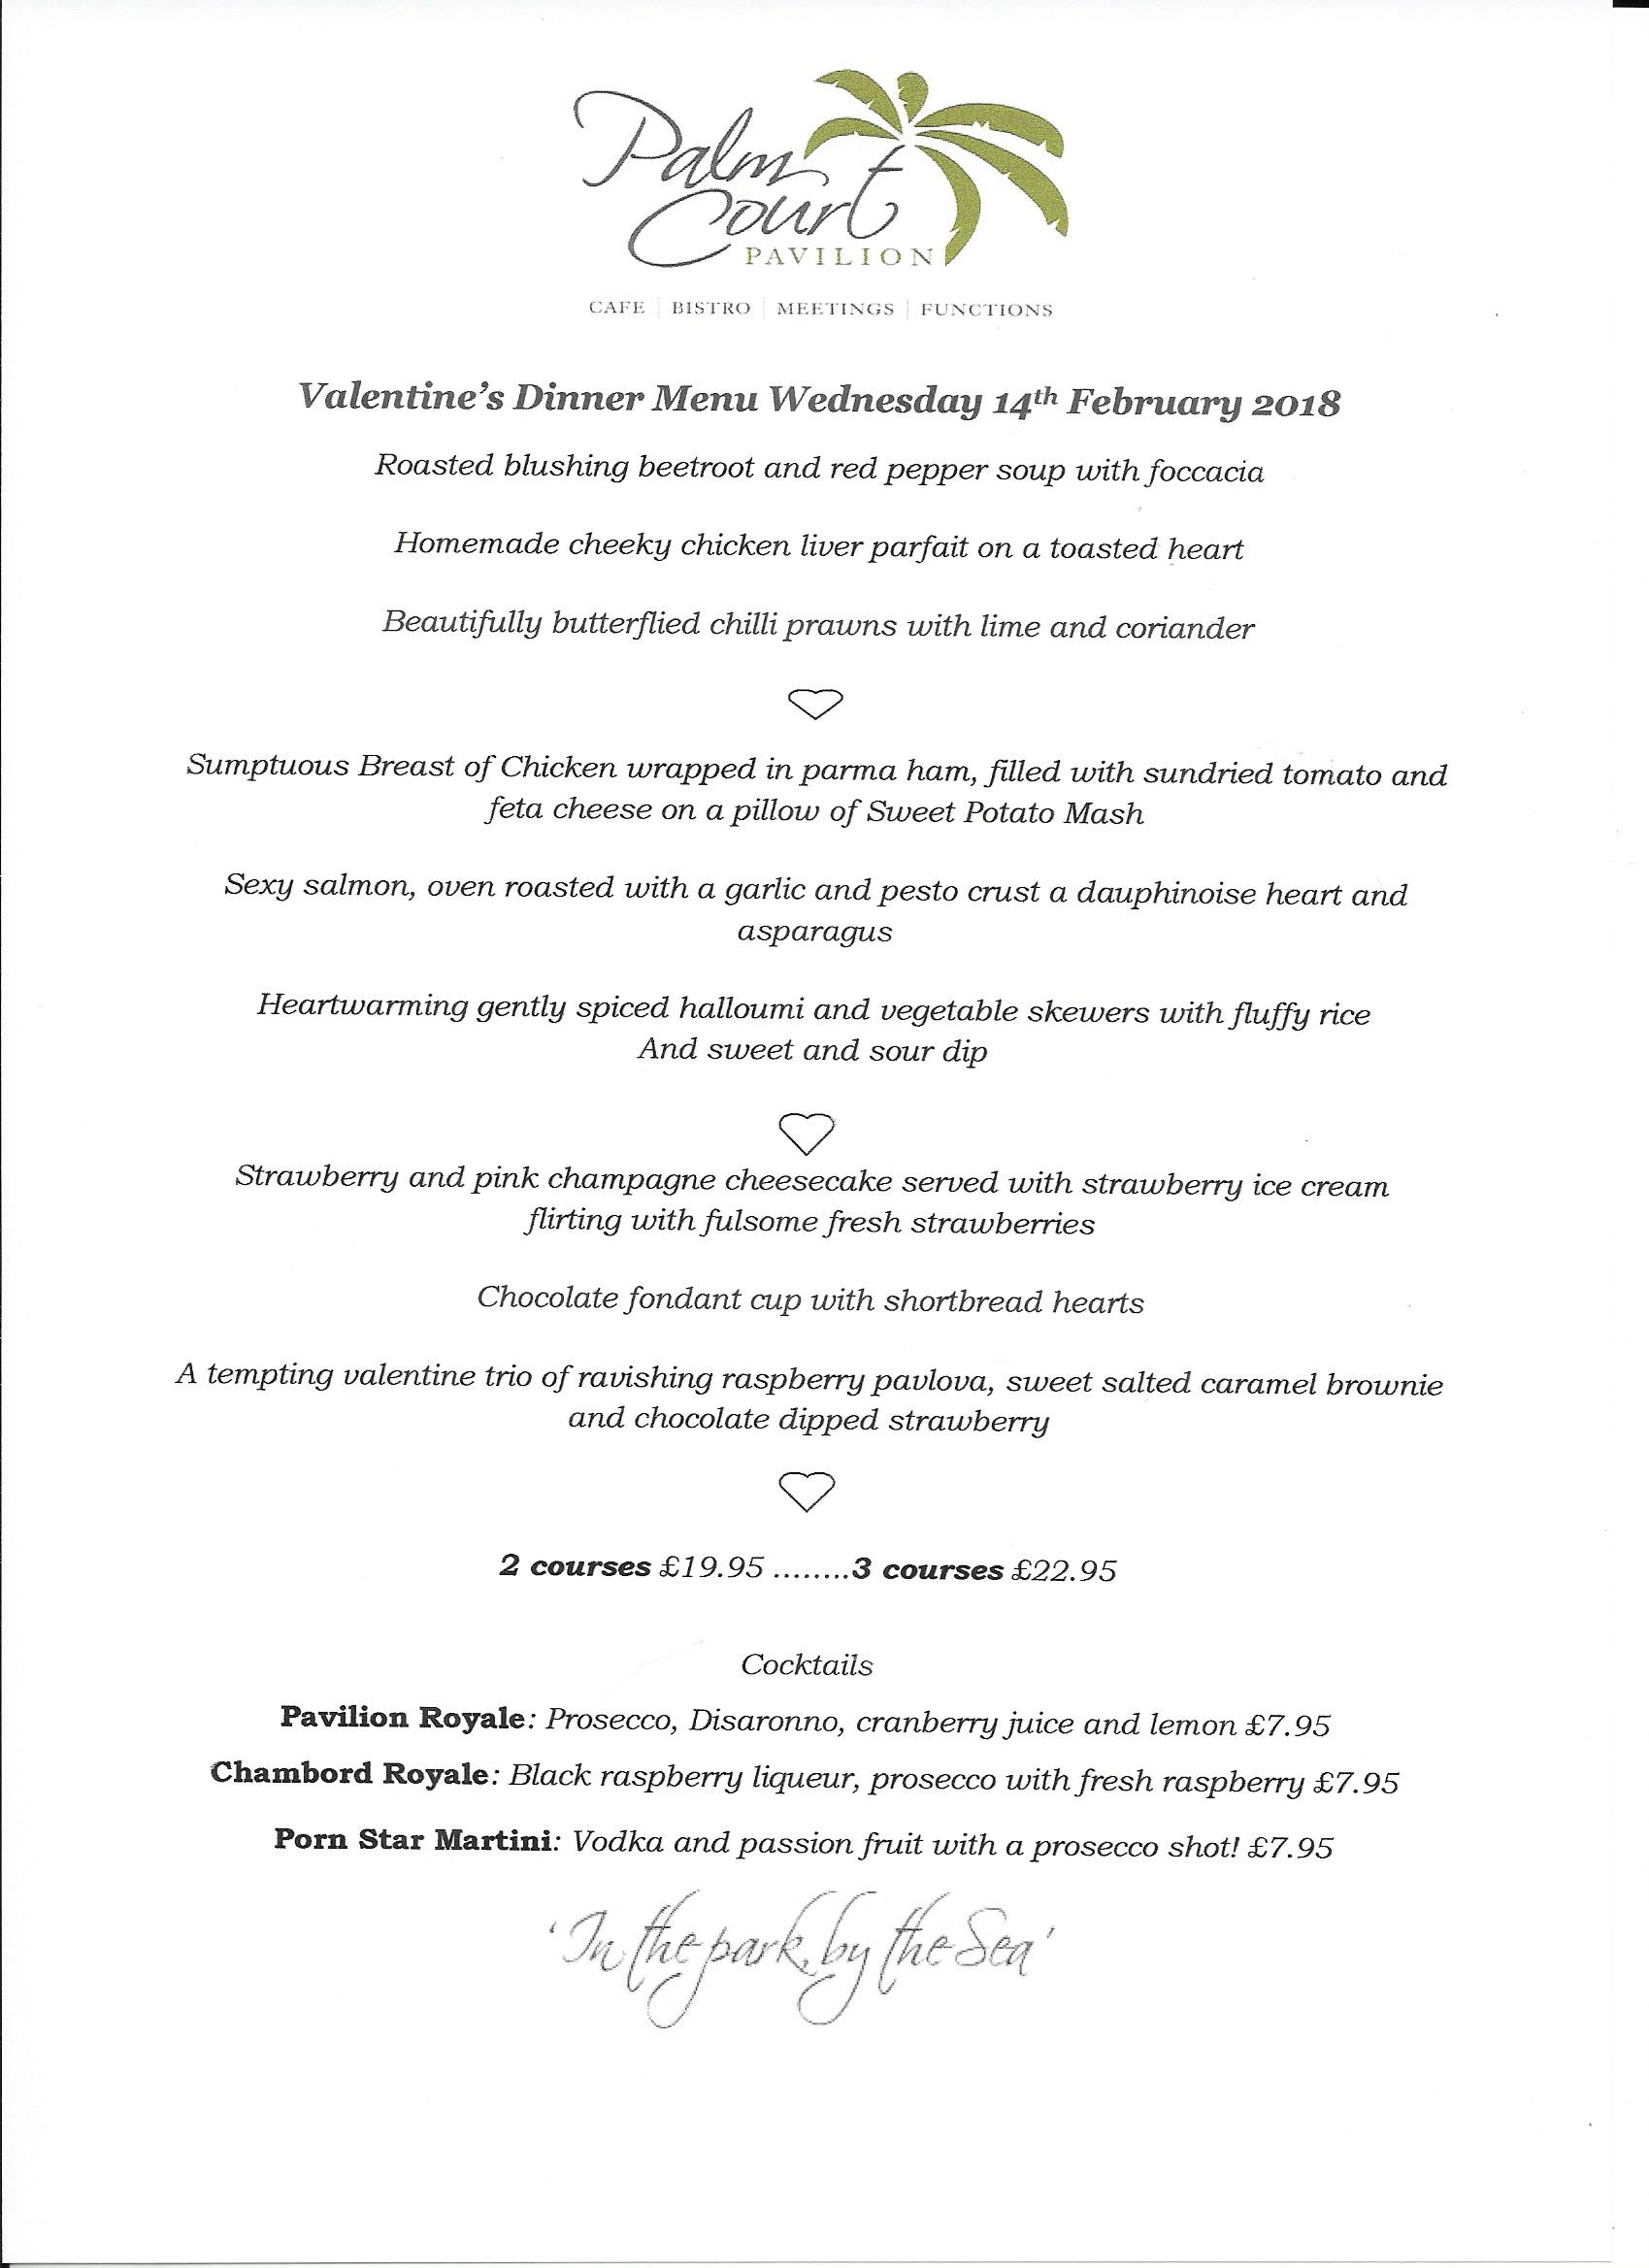 Palm
Court
PAVILION
CAFE | BISTRO | MEETINGS | FUNCTIONS
Valentine's Dinner Menu Wednesday 14th February 2018
Roasted blushing beetroot and red pepper soup with foccacia
Homemade cheeky chicken liver parfait on a toasted heart
Beautifully butterflied chilli prawns with lime and coriander
Sumptuous Breast of Chicken wrapped in parma ham, filled with sundried tomato and
feta cheese on a pillow of Sweet Potato Mash
Sexy salmon, oven roasted with a garlic and pesto crust a dauphinoise heart and
asparagus
Heartwarming gently spiced halloumi and vegetable skewers with fluffy rice
And sweet and sour dip
Strawberry and pink champagne cheesecake served with strawberry ice cream
flirting with fulsome fresh strawberries
Chocolate fondant cup with shortbread hearts
A tempting valentine trio of ravishing raspberry pavlova, sweet salted caramel brownie
and chocolate dipped strawberry
2 courses £19.95 ........3 courses £22.95
Cocktails
Pavilion Royale: Prosecco, Disaronno, cranberry juice and lemon £7.95
Chambord Royale: Black raspberry liqueur, prosecco with fresh raspberry £7.95
Porn Star Martini: Vodka and passion fruit with a prosecco shot! £7.95
'In the park, by the Sea'